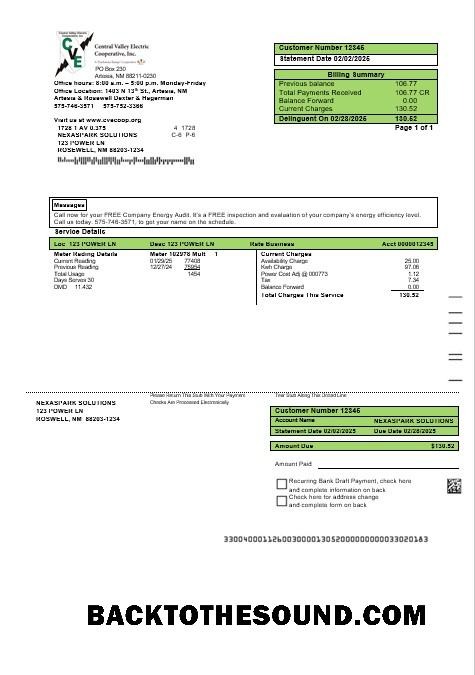 Central Valley Electric
Cooperative, Inc.
CVE
Central Valley Electric
Cooperative, Inc.
PO Box 230
Artesia, NM 88211-0230
Office hours: 8:00 a.m. – 5:00 p.m. Monday-Friday
Office Location: 1403 N 13th St., Artesia, NM
Artesia & Roswell Dexter & Hagerman
575-746-3571 575-752-3366
Visit us at www.cvecoop.org
1728 1 AV 0.375 4 1728
NEXASPARK SOLUTIONS C-6 P-6
123 POWER LN
ROSEWELL, NM 88203-1234
Customer Number 12345
Statement Date 02/02/2025
Billing Summary
Previous balance 106.77
Total Payments Received 106.77 CR
Balance Forward 0.00
Current Charges 130.52
Delinquent On 02/28/2025 130.52
Page 1 of 1
Messages
Call now for your FREE Company Energy Audit. It's a FREE inspection and evaluation of your company's energy efficiency level.
Call us today, 575-746-3571, to get your name on the schedule.
Service Details
Loc 123 POWER LN Desc 123 POWER LN Rate Business Acct 0000012345
Meter Rading Details Meter 102978 Mult 1
Current Reading 01/29/25 77408
Previous Reading 12/27/24 75954
Total Usage 1454
Days Serves 30
DMD 11.432
Current Charges
Availability Charge 25.00
Kwh Charge 97.06
Power Cost Adj @ 000773 1.12
Tax 7.34
Balance Forward 0.00
Total Charges This Service 130.52
Please Return This Stub With Your Payment Tear Stub Along This Dotted Line
Checks Are Processed Electronically
NEXASPARK SOLUTIONS
123 POWER LN
ROSWELL, NM 88203-1234
Customer Number 12345
Account Name NEXASPARK SOLUTIONS
Statement Date 02/02/2025 Due Date 02/28/2025
Amount Due $130.52
Amount Paid
Recurring Bank Draft Payment, check here
and complete information on back
Check here for address change
and complete form on back
BACKTOTHESOUND.COM